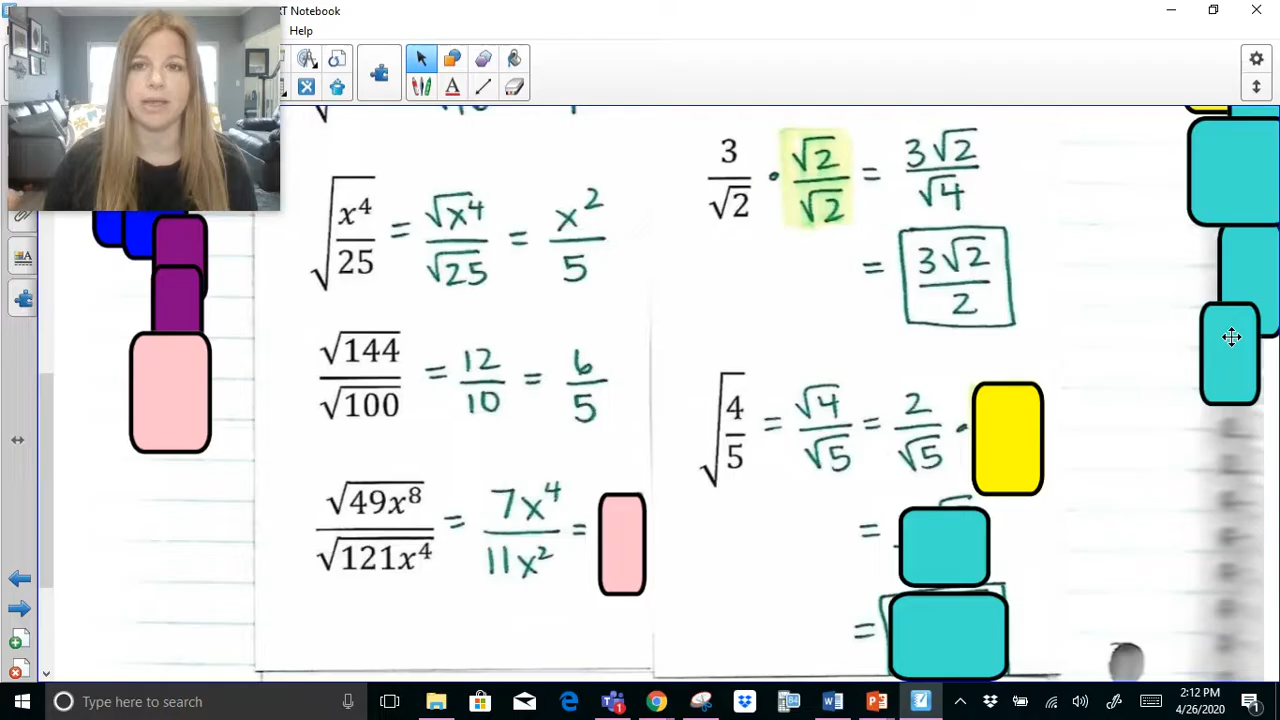 RT Notebook
Help
√(x⁴/25) = √x⁴/√25 = x²/5
√144/√100 = 12/10 = 6/5
√49x⁸/√121x⁴ = 7x⁴/11x² =
3/√2 · √2/√2 = 3√2/√4
= 3√2/2
√(4/5) = √4/√5 = 2/√5 ·
=
=
Type here to search
2:12 PM
4/26/2020